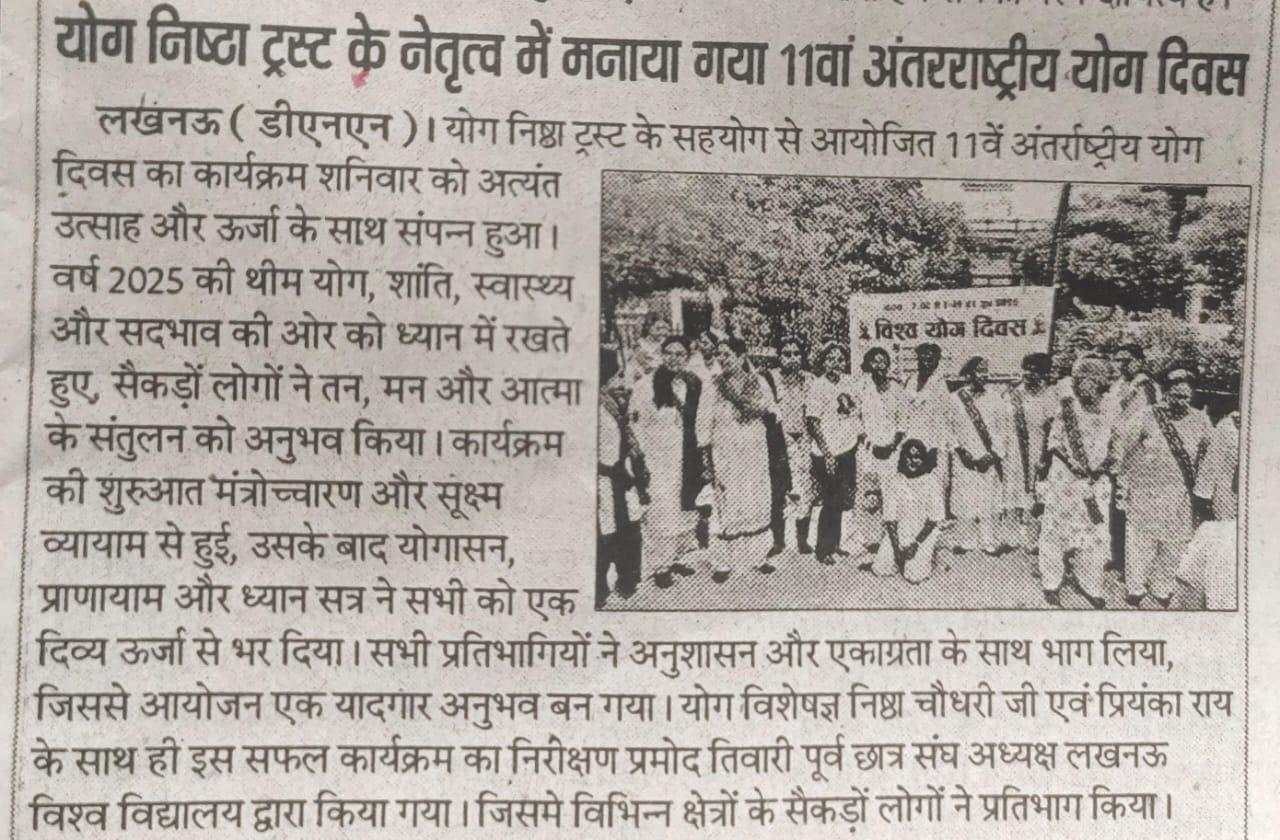 योग निष्ठा ट्रस्ट के नेतृत्व में मनाया गया 11वां अंतरराष्ट्रीय योग दिवस
लखनऊ ( डीएनएन ) । योग निष्ठा ट्रस्ट के सहयोग से आयोजित 11वें अंतर्राष्ट्रीय योग
दिवस का कार्यक्रम शनिवार को अत्यंत
उत्साह और ऊर्जा के साथ संपन्न हुआ ।
वर्ष 2025 की थीम योग, शांति, स्वास्थ्य
और सदभाव की ओर को ध्यान में रखते
हुए, सैकड़ों लोगों ने तन, मन और आत्मा
के संतुलन को अनुभव किया । कार्यक्रम
की शुरुआत मंत्रोच्चारण और सूक्ष्म
व्यायाम से हुई, उसके बाद योगासन,
प्राणायाम और ध्यान सत्र ने सभी को एक
दिव्य ऊर्जा से भर दिया । सभी प्रतिभागियों ने अनुशासन और एकाग्रता के साथ भाग लिया,
जिससे आयोजन एक यादगार अनुभव बन गया । योग विशेषज्ञ निष्ठा चौधरी जी एवं प्रियंका राय
के साथ ही इस सफल कार्यक्रम का निरीक्षण प्रमोद तिवारी पूर्व छात्र संघ अध्यक्ष लखनऊ
विश्व विद्यालय द्वारा किया गया । जिसमे विभिन्न क्षेत्रों के सैकड़ों लोगों ने प्रतिभाग किया ।
विश्व योग दिवस